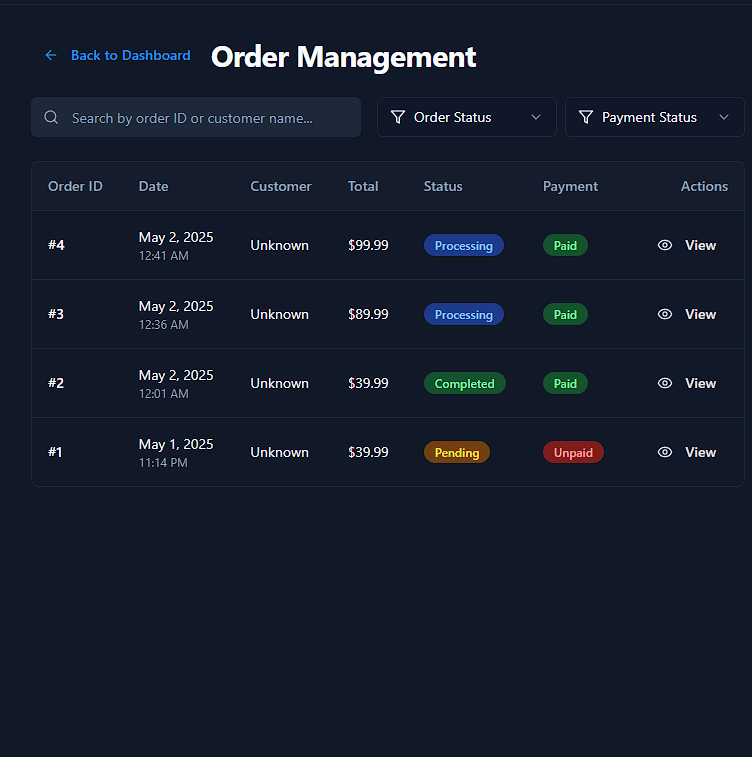 Back to Dashboard Order Management
Search by order ID or customer name... Order Status Payment Status
Order ID Date Customer Total Status Payment Actions
#4 May 2, 2025 12:41 AM Unknown $99.99 Processing Paid View
#3 May 2, 2025 12:36 AM Unknown $89.99 Processing Paid View
#2 May 2, 2025 12:01 AM Unknown $39.99 Completed Paid View
#1 May 1, 2025 11:14 PM Unknown $39.99 Pending Unpaid View